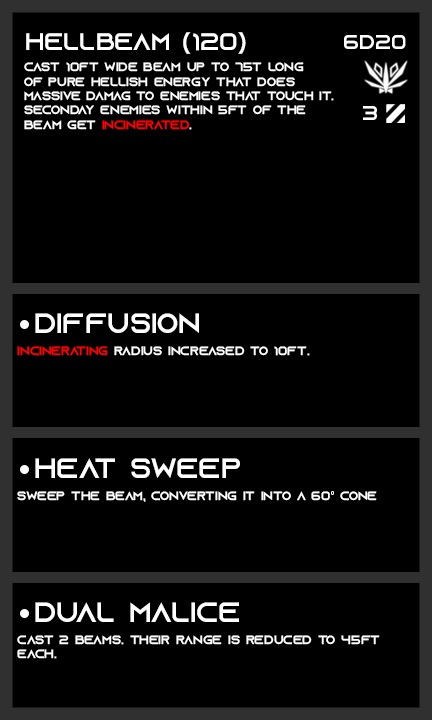 HELLBEAM (120)
6D20
CAST 10FT WIDE BEAM UP TO 75T LONG
OF PURE HELLISH ENERGY THAT DOES
MASSIVE DAMAG TO ENEMIES THAT TOUCH IT.
SECONDAY ENEMIES WITHIN 5FT OF THE
BEAM GET INCINERATED.
3
•DIFFUSION
INCINERATING RADIUS INCREASED TO 10FT.
•HEAT SWEEP
SWEEP THE BEAM, CONVERTING IT INTO A 60° CONE
•DUAL MALICE
CAST 2 BEAMS. THEIR RANGE IS REDUCED TO 45FT
EACH.